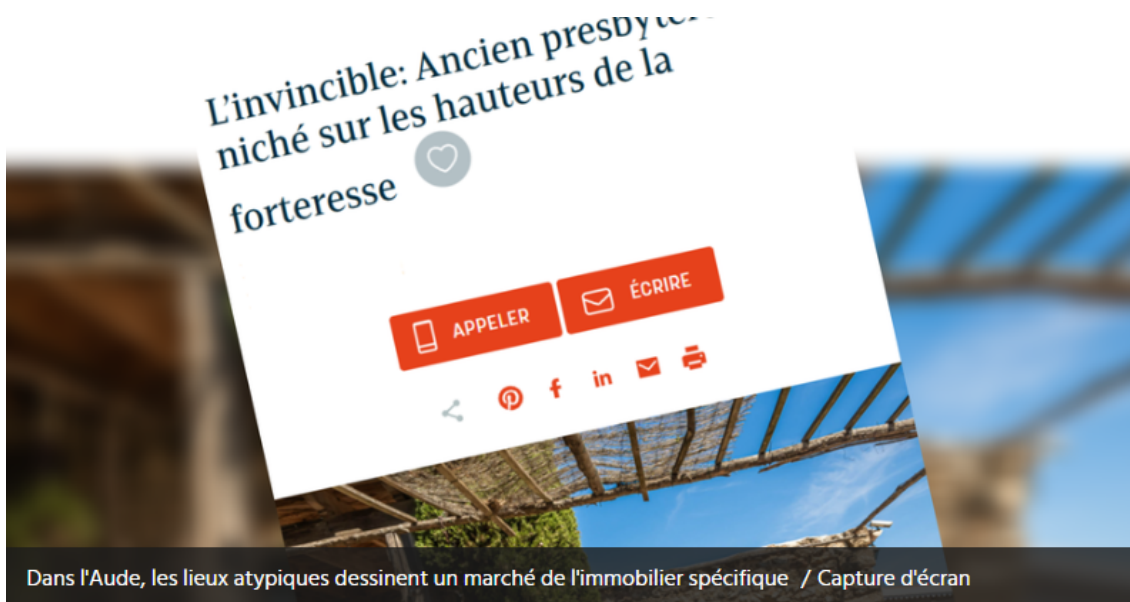 L'invincible: Ancien presbytère
niché sur les hauteurs de la
forteresse
APPELER
ÉCRIRE
Dans l'Aude, les lieux atypiques dessinent un marché de l'immobilier spécifique / Capture d'écran